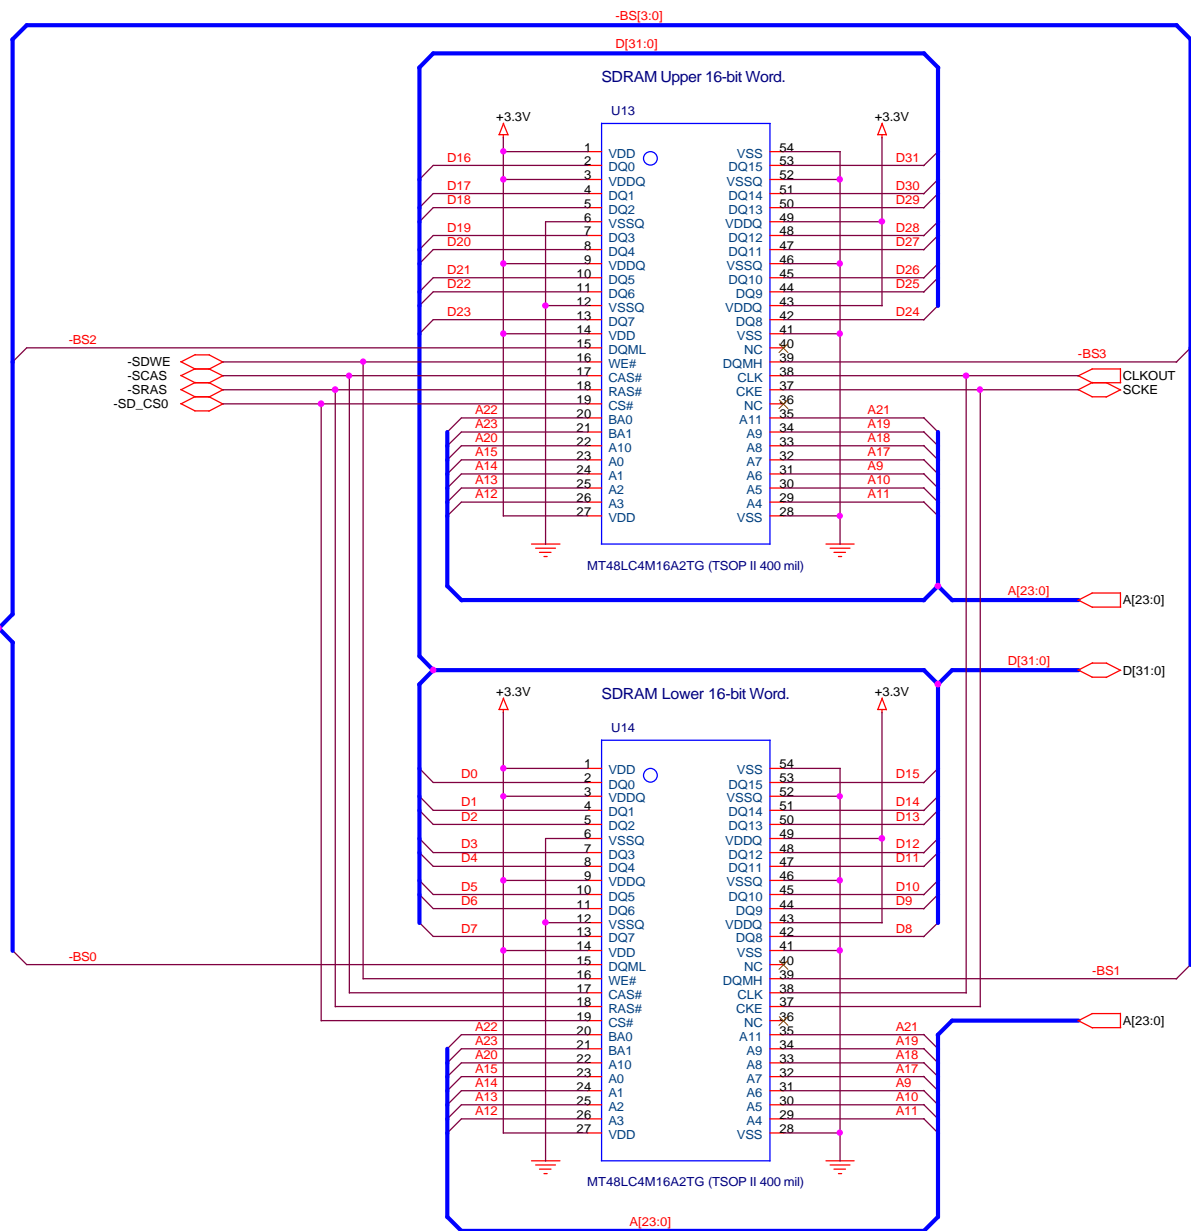 -BS[3:0]
D[31:0]
SDRAM Upper 16-bit Word.
U13
+3.3V +3.3V
1 VDD VSS 54
D16 2 DQ0 DQ15 53 D31
3 VDDQ VSSQ 52
D17 4 DQ1 DQ14 51 D30
D18 5 DQ2 DQ13 50 D29
6 VSSQ VDDQ 49
D19 7 DQ3 DQ12 48 D28
D20 8 DQ4 DQ11 47 D27
9 VDDQ VSSQ 46
D21 10 DQ5 DQ10 45 D26
D22 11 DQ6 DQ9 44 D25
12 VSSQ VDDQ 43
D23 13 DQ7 DQ8 42 D24
14 VDD VSS 41
-BS2 15 DQML NC 40
-SDWE 16 WE# DQMH 39 -BS3
-SCAS 17 CAS# CLK 38 CLKOUT
-SRAS 18 RAS# CKE 37 SCKE
-SD_CS0 19 CS# NC 36
A22 20 BA0 A11 35 A21
A23 21 BA1 A9 34 A19
A20 22 A10 A8 33 A18
A15 23 A0 A7 32 A17
A14 24 A1 A6 31 A9
A13 25 A2 A5 30 A10
A12 26 A3 A4 29 A11
27 VDD VSS 28
MT48LC4M16A2TG (TSOP II 400 mil)
A[23:0] A[23:0]
D[31:0] D[31:0]
SDRAM Lower 16-bit Word.
+3.3V +3.3V
U14
1 VDD VSS 54
D0 2 DQ0 DQ15 53 D15
3 VDDQ VSSQ 52
D1 4 DQ1 DQ14 51 D14
D2 5 DQ2 DQ13 50 D13
6 VSSQ VDDQ 49
D3 7 DQ3 DQ12 48 D12
D4 8 DQ4 DQ11 47 D11
9 VDDQ VSSQ 46
D5 10 DQ5 DQ10 45 D10
D6 11 DQ6 DQ9 44 D9
12 VSSQ VDDQ 43
D7 13 DQ7 DQ8 42 D8
14 VDD VSS 41
-BS0 15 DQML NC 40
16 WE# DQMH 39 -BS1
17 CAS# CLK 38
18 RAS# CKE 37
19 CS# NC 36 A[23:0]
A22 20 BA0 A11 35 A21
A23 21 BA1 A9 34 A19
A20 22 A10 A8 33 A18
A15 23 A0 A7 32 A17
A14 24 A1 A6 31 A9
A13 25 A2 A5 30 A10
A12 26 A3 A4 29 A11
27 VDD VSS 28
MT48LC4M16A2TG (TSOP II 400 mil)
A[23:0]